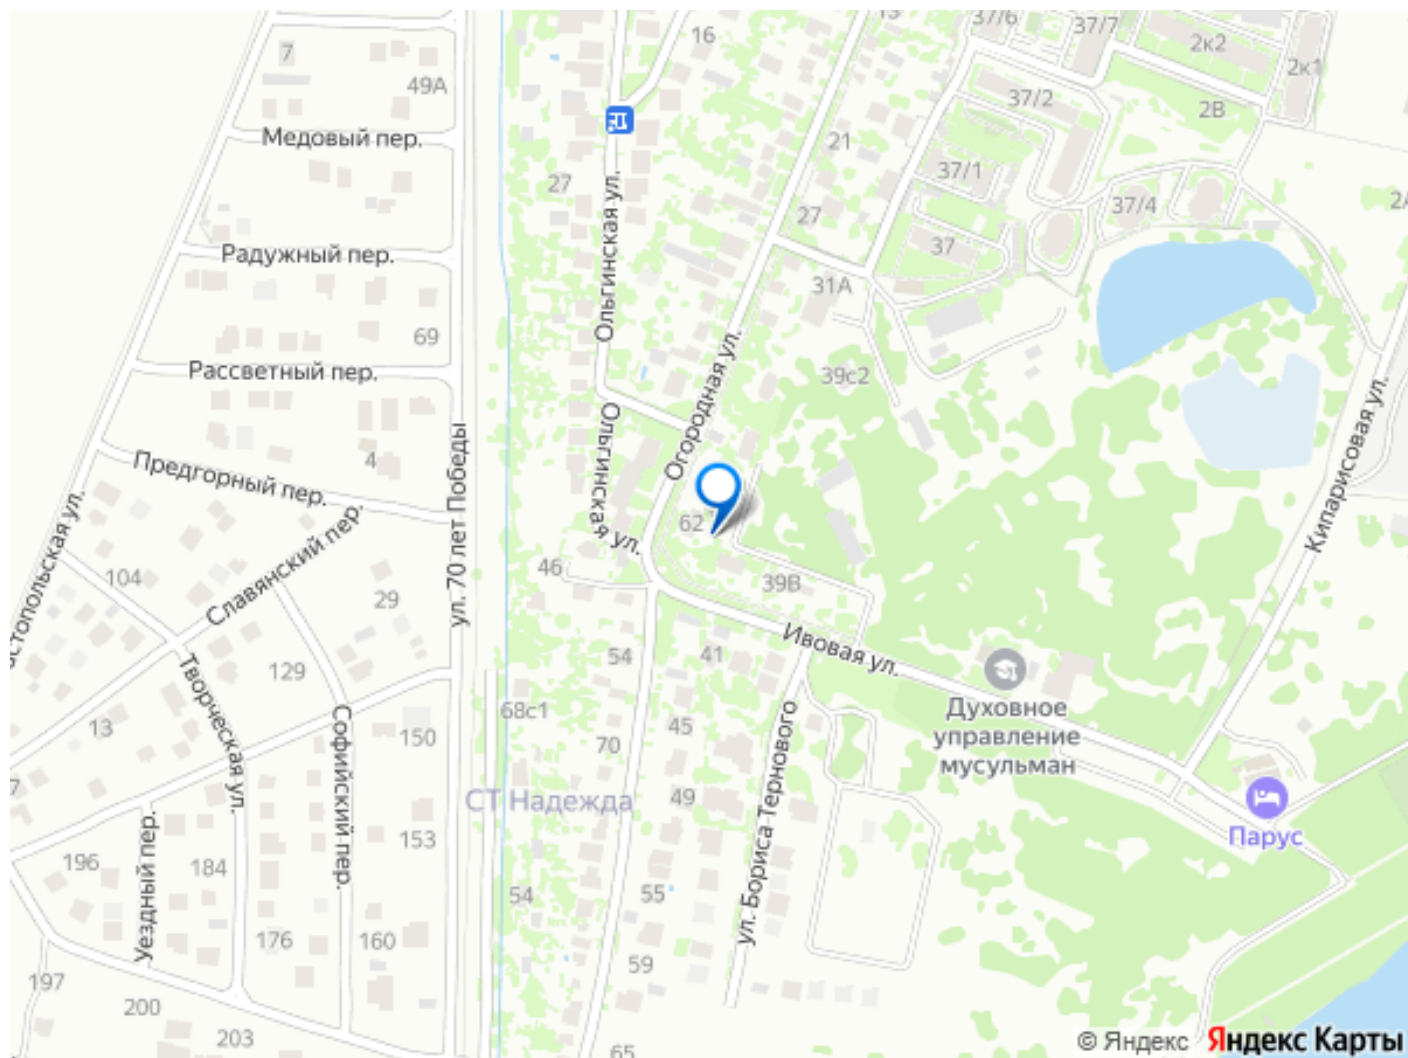 13
37/6
37/7
7
16
2к2
2к1
49А
37/2
2В
Медовый пер.
21
37/1
27
Ольгинская ул.
27
37/4
2А
Радужный пер.
37
31А
69
Огородная ул.
Рассветный пер.
39с2
Ольгинская ул.
Кипарисовая ул.
ул. 70 лет Победы
4
Предгорный пер.
62
Славянский пер.
46
104
29
39В
Ивовая ул.
54
41
129
Творческая ул.
Софийский пер.
68с1
Духовное
управление
мусульман
13
150
70
45
ул. Бориса Тернового
7
СТ Надежда
49
Парус
153
Уездный пер.
196
184
54
55
176
160
59
197
200
203
65
© Яндекс
Яндекс Карты